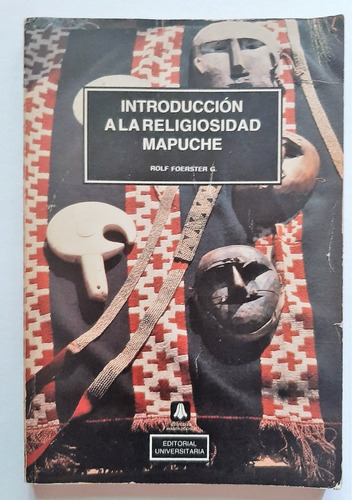 INTRODUCCIÓN
A LA RELIGIOSIDAD
MAPUCHE
ROLF FOERSTER G.
EDITORIAL
UNIVERSITARIA